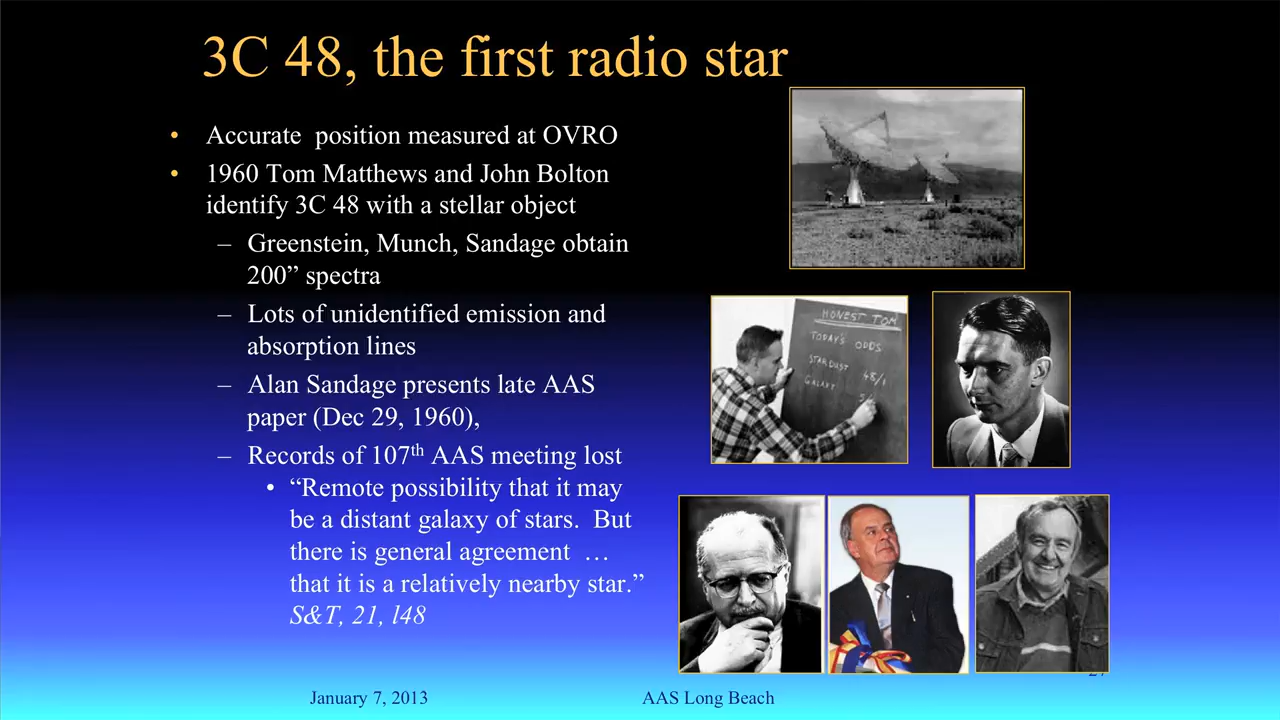 3C 48, the first radio star
• Accurate position measured at OVRO
• 1960 Tom Matthews and John Bolton
identify 3C 48 with a stellar object
– Greenstein, Munch, Sandage obtain
200” spectra
– Lots of unidentified emission and
absorption lines
– Alan Sandage presents late AAS
paper (Dec 29, 1960),
– Records of 107th AAS meeting lost
• “Remote possibility that it may
be a distant galaxy of stars. But
there is general agreement …
that it is a relatively nearby star.”
S&T, 21, l48
HONEST TOM
TODAY'S ODDS
STARDUST 48/1
GALAXY
January 7, 2013
AAS Long Beach